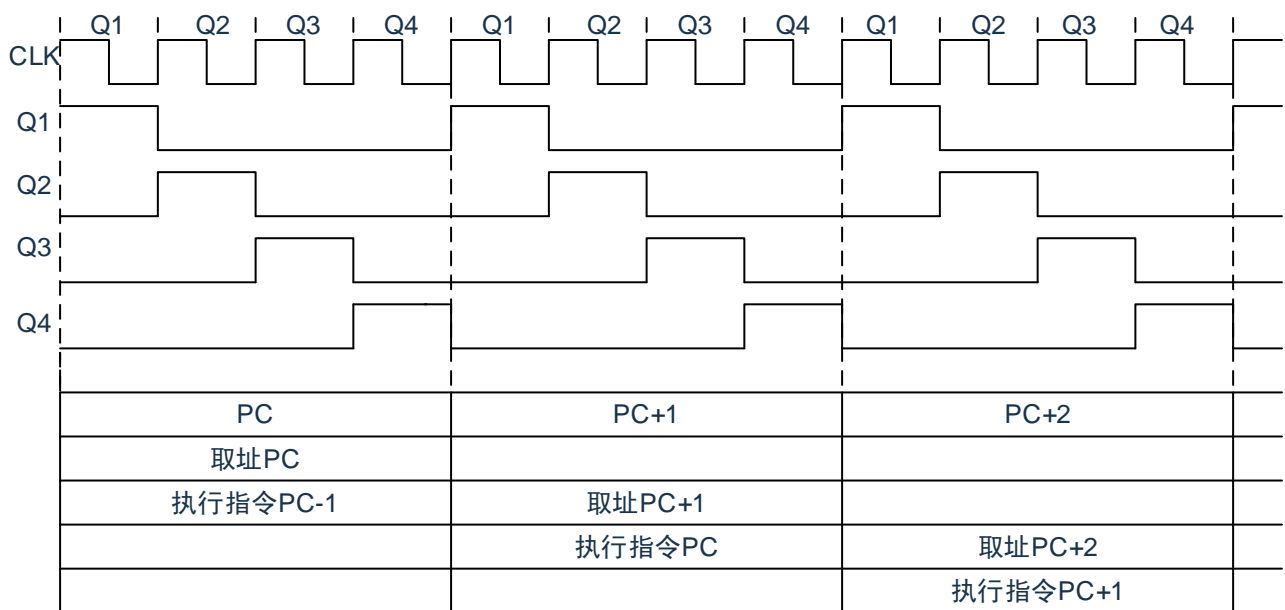 Q1 Q2 Q3 Q4 Q1 Q2 Q3 Q4 Q1 Q2 Q3 Q4
CLK
Q1
Q2
Q3
Q4
PC PC+1 PC+2
取址PC
执行指令PC-1 取址PC+1
执行指令PC 取址PC+2
执行指令PC+1